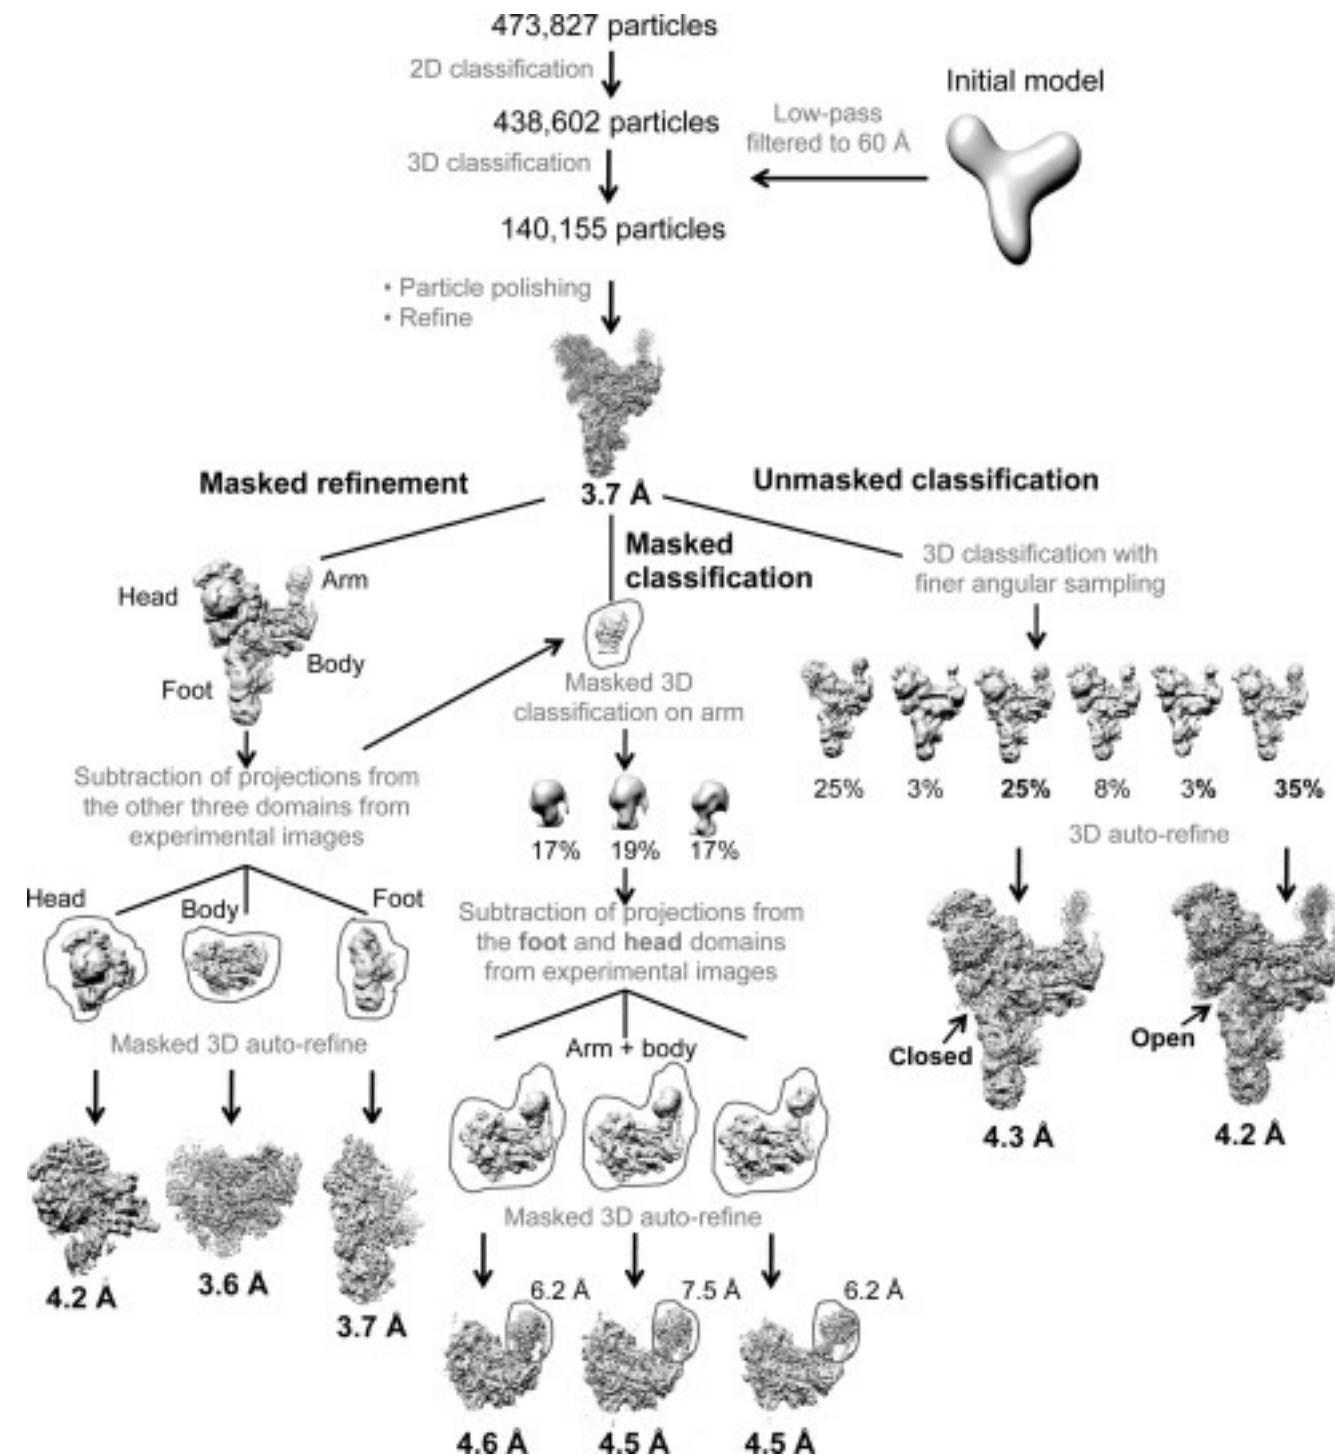 473,827 particles
2D classification
438,602 particles
3D classification
140,155 particles
Initial model
Low-pass
filtered to 60 Å
• Particle polishing
• Refine
3.7 Å
Masked refinement
Head
Arm
Body
Foot
Subtraction of projections from
the other three domains from
experimental images
Head
Body
Foot
Masked 3D auto-refine
4.2 Å
3.6 Å
3.7 Å
Masked
classification
Masked 3D
classification on arm
17%
19%
17%
Subtraction of projections from
the foot and head domains
from experimental images
Arm + body
Masked 3D auto-refine
6.2 Å
7.5 Å
6.2 Å
4.6 Å
4.5 Å
4.5 Å
Unmasked classification
3D classification with
finer angular sampling
25%
3%
25%
8%
3%
35%
3D auto-refine
Closed
Open
4.3 Å
4.2 Å